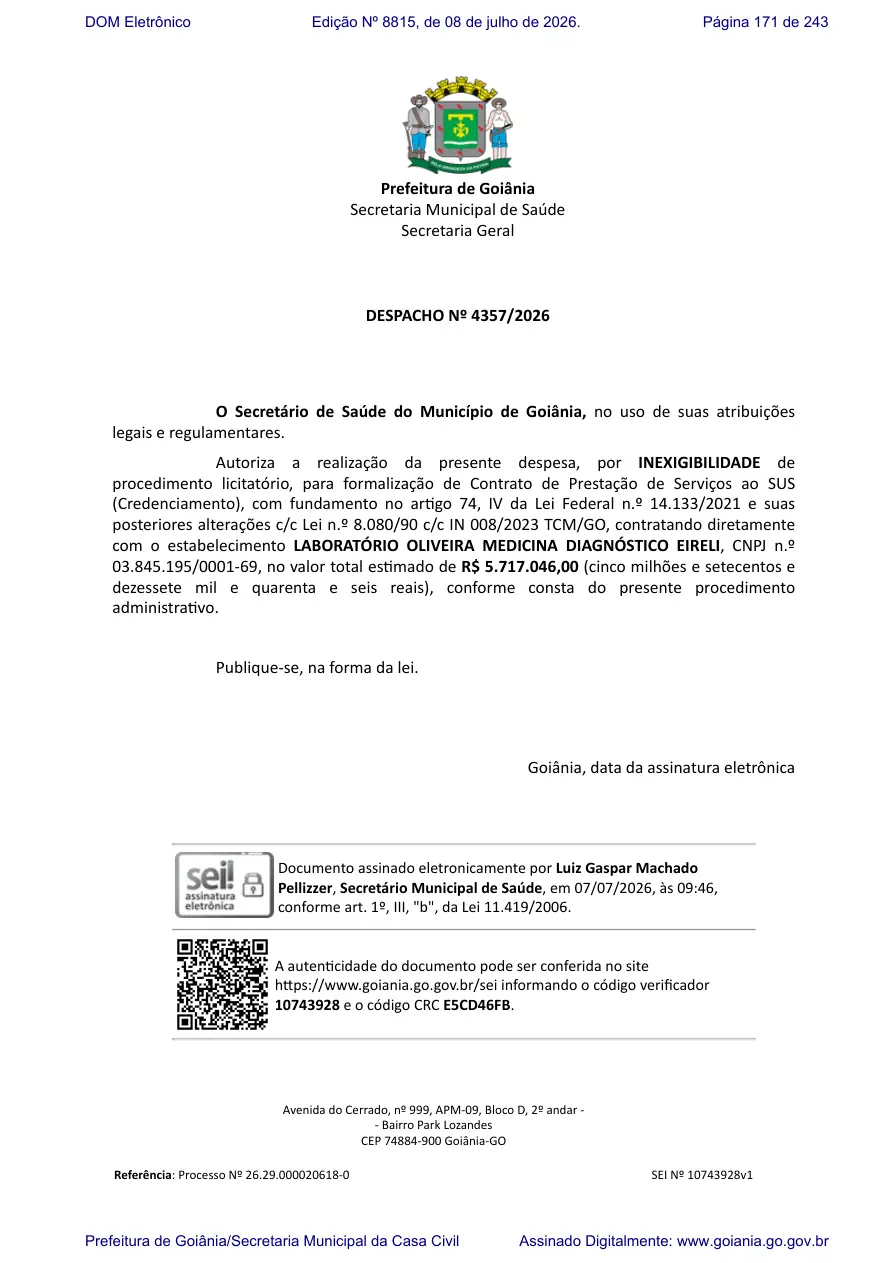 DOM Eletrônico Edição Nº 8815, de 08 de julho de 2026. Página 171 de 243
Prefeitura de Goiânia
Secretaria Municipal de Saúde
Secretaria Geral
DESPACHO Nº 4357/2026
O Secretário de Saúde do Município de Goiânia, no uso de suas atribuições
legais e regulamentares.
Autoriza a realização da presente despesa, por INEXIGIBILIDADE de
procedimento licitatório, para formalização de Contrato de Prestação de Serviços ao SUS
(Credenciamento), com fundamento no artigo 74, IV da Lei Federal n.º 14.133/2021 e suas
posteriores alterações c/c Lei n.º 8.080/90 c/c IN 008/2023 TCM/GO, contratando diretamente
com o estabelecimento LABORATÓRIO OLIVEIRA MEDICINA DIAGNÓSTICO EIRELI, CNPJ n.º
03.845.195/0001-69, no valor total estimado de R$ 5.717.046,00 (cinco milhões e setecentos e
dezessete mil e quarenta e seis reais), conforme consta do presente procedimento
administrativo.
Publique-se, na forma da lei.
Goiânia, data da assinatura eletrônica
sei!
assinatura
eletrônica
Documento assinado eletronicamente por Luiz Gaspar Machado
Pellizzer, Secretário Municipal de Saúde, em 07/07/2026, às 09:46,
conforme art. 1º, III, "b", da Lei 11.419/2006.
A autenticidade do documento pode ser conferida no site
https://www.goiania.go.gov.br/sei informando o código verificador
10743928 e o código CRC E5CD46FB.
Avenida do Cerrado, nº 999, APM-09, Bloco D, 2º andar -
- Bairro Park Lozandes
CEP 74884-900 Goiânia-GO
Referência: Processo Nº 26.29.000020618-0 SEI Nº 10743928v1
Prefeitura de Goiânia/Secretaria Municipal da Casa Civil Assinado Digitalmente: www.goiania.go.gov.br